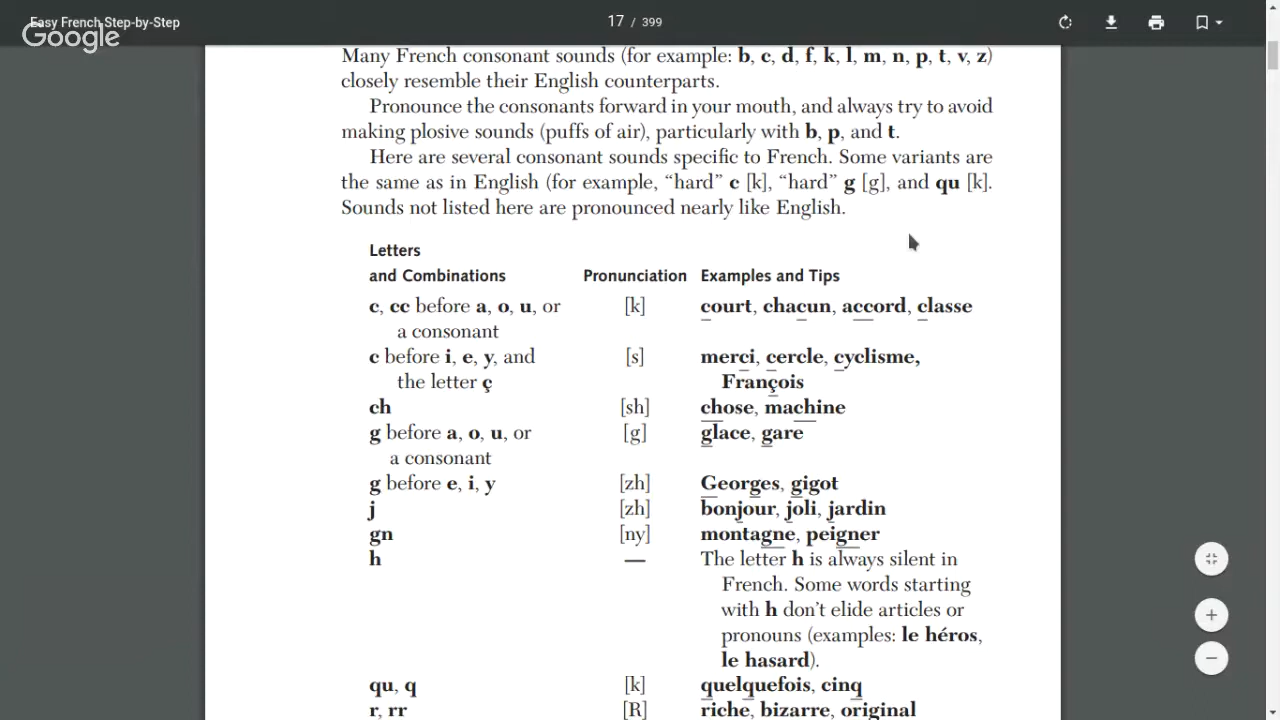 Easy French Step-by-Step
17 / 399
Google
Many French consonant sounds (for example: b, c, d, f, k, l, m, n, p, t, v, z)
closely resemble their English counterparts.
Pronounce the consonants forward in your mouth, and always try to avoid
making plosive sounds (puffs of air), particularly with b, p, and t.
Here are several consonant sounds specific to French. Some variants are
the same as in English (for example, “hard” c [k], “hard” g [g], and qu [k].
Sounds not listed here are pronounced nearly like English.
Letters
and Combinations Pronunciation Examples and Tips
c, cc before a, o, u, or [k] court, chacun, accord, classe
a consonant
c before i, e, y, and [s] merci, cercle, cyclisme,
the letter ç François
ch [sh] chose, machine
g before a, o, u, or [g] glace, gare
a consonant
g before e, i, y [zh] Georges, gigot
j [zh] bonjour, joli, jardin
gn [ny] montagne, peigner
h — The letter h is always silent in
French. Some words starting
with h don’t elide articles or
pronouns (examples: le héros,
le hasard).
qu, q [k] quelquefois, cinq
r, rr [R] riche, bizarre, original